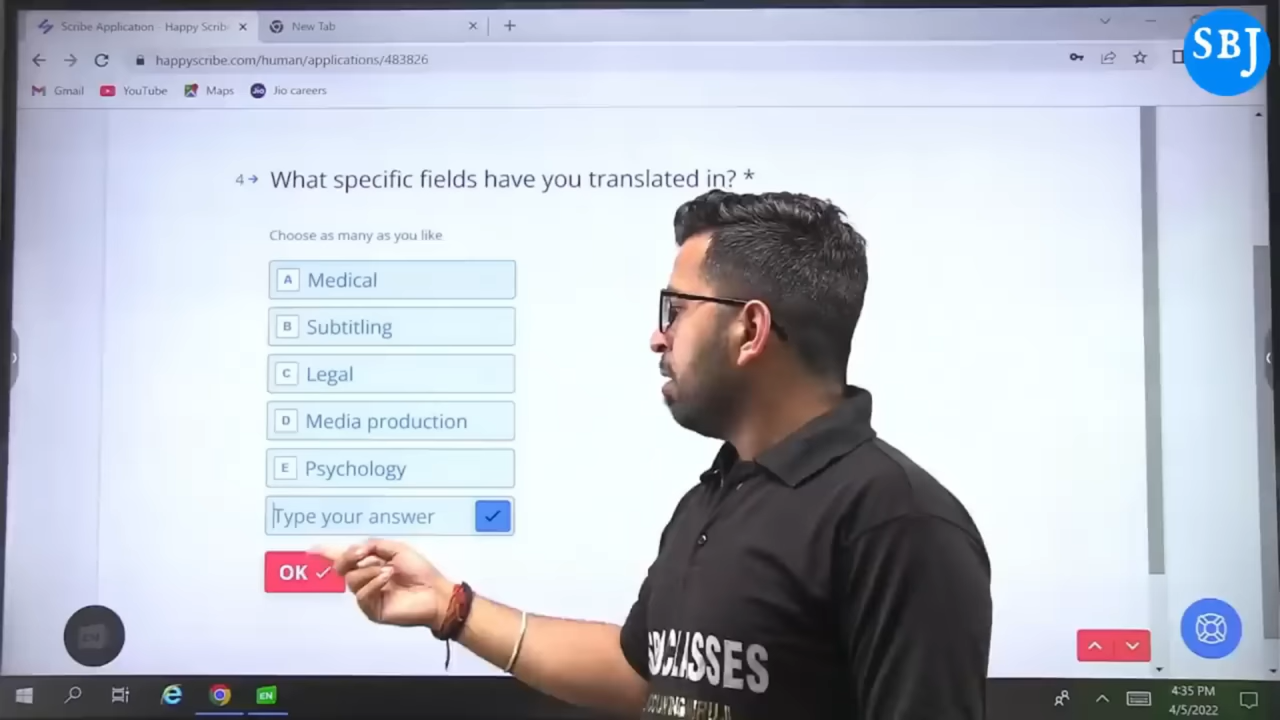 Scribe Application - Happy Scrib
New Tab
happyscribe.com/human/applications/483826
SBJ
Gmail
YouTube
Maps
Jio
Jio careers
4
What specific fields have you translated in? *
Choose as many as you like
A Medical
B Subtitling
C Legal
D Media production
E Psychology
Type your answer
OK
EN
CLASSES
EN
4:35 PM
4/5/2022